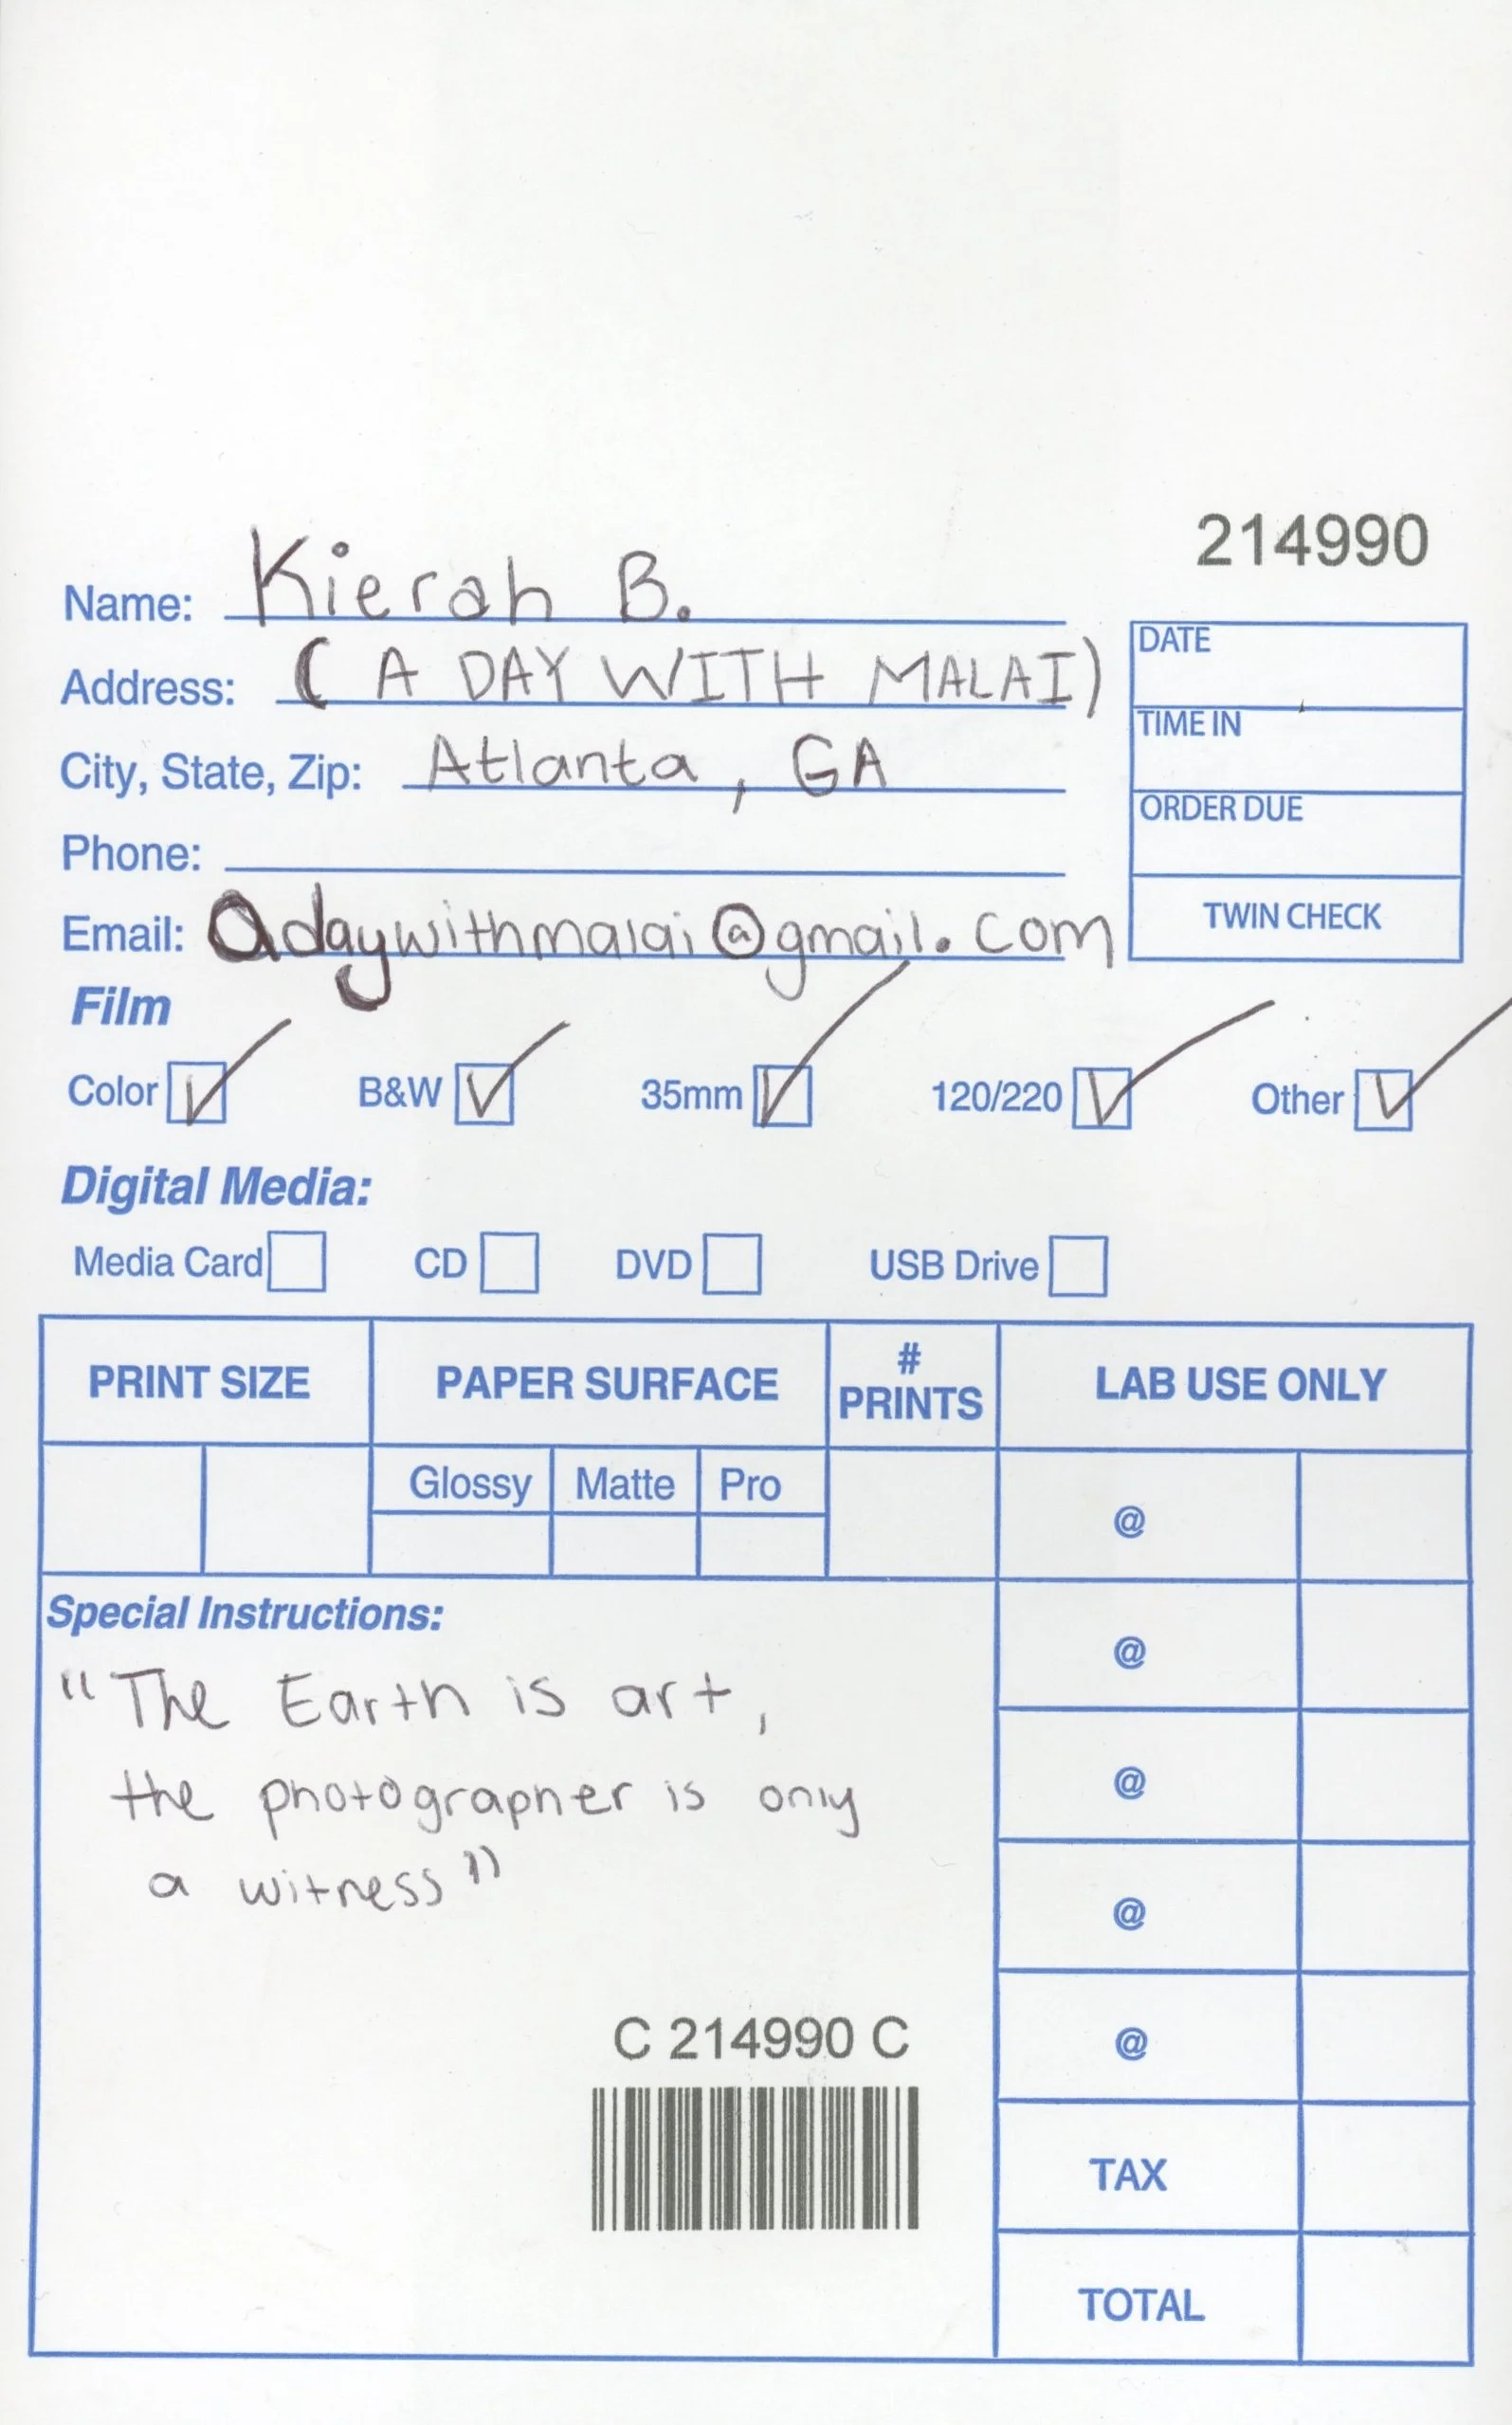 214990
Name: Kierah B.
Address: (A DAY WITH MALAI)
City, State, Zip: Atlanta, GA
Phone:
Email: adaywithmalai@gmail.com
DATE
TIME IN
ORDER DUE
TWIN CHECK
Film
Color B&W 35mm 120/220 Other
Digital Media:
Media Card CD DVD USB Drive
PRINT SIZE PAPER SURFACE # PRINTS LAB USE ONLY
Glossy Matte Pro
@
Special Instructions:
@
"The Earth is art,
the photographer is only
@
a witness"
@
C 214990 C
@
TAX
TOTAL